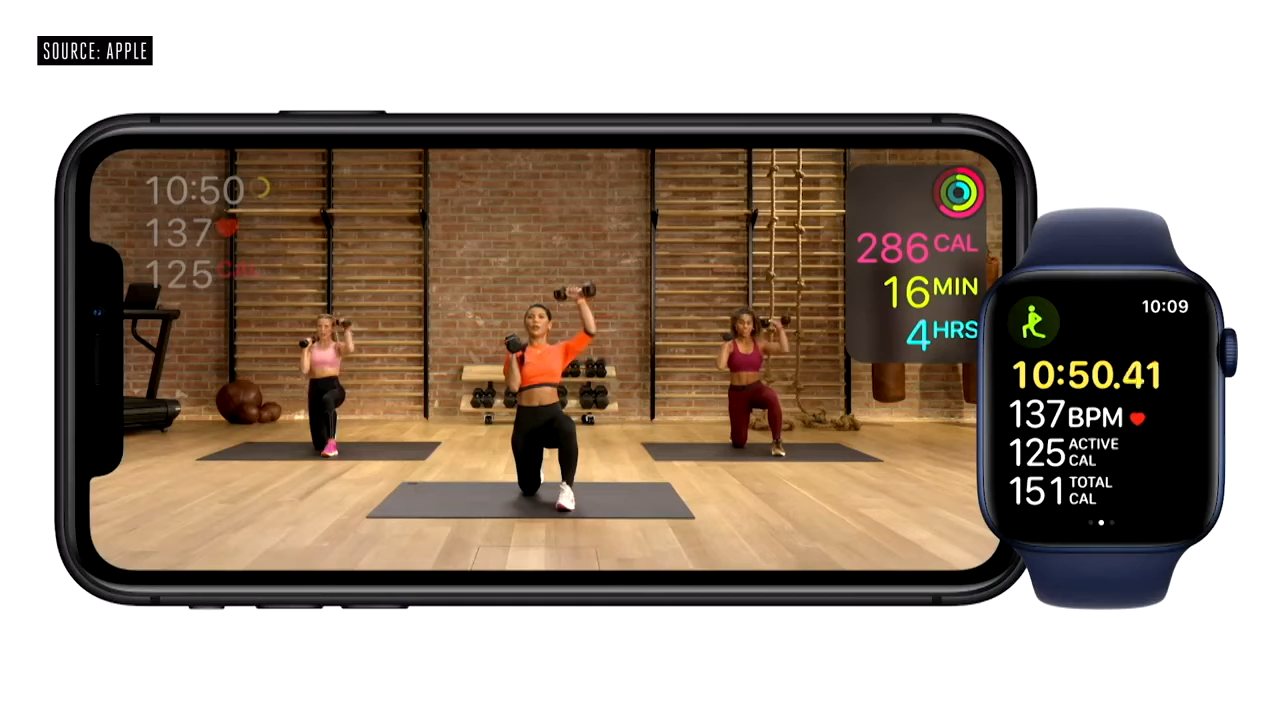 SOURCE: APPLE
10:50
137
125 CAL
286 CAL
16 MIN
4 HRS
10:09
10:50.41
137 BPM
125 ACTIVE CAL
151 TOTAL CAL